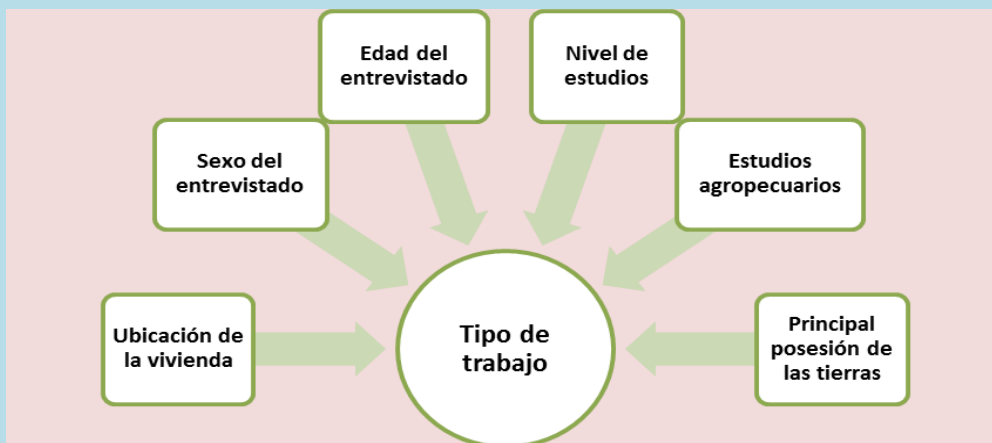 Edad del
entrevistado
Nivel de
estudios
Sexo del
entrevistado
Estudios
agropecuarios
Ubicación de
la vivienda
Tipo de
trabajo
Principal
posesión de
las tierras